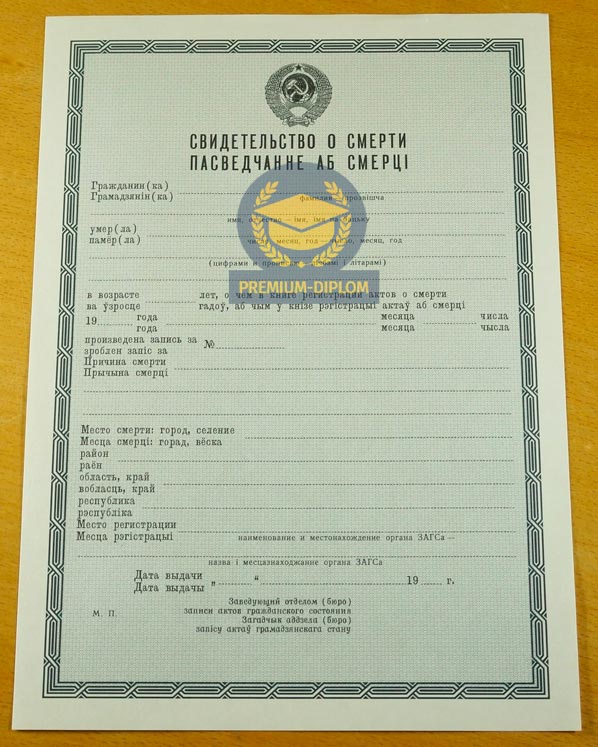 СВИДЕТЕЛЬСТВО О СМЕРТИ
ПАСВЕДЧАННЕ АБ СМЕРЦІ
Гражданин(ка)
Грамадзянін(ка)
фамилия — прозвішча
имя, отчество — імя, імя па бацьку
умер(ла)
памёр(ла)
число, месяц, год — число, месяц, год
(цифрами и прописью — лічбамі і літарамі)
PREMIUM-DIPLOM
в возрасте лет, о чем в книге регистрации актов о смерти
ва ўзросце гадоў, аб чым у кнізе рэгістрацыі актаў аб смерці
19 года месяца числа
года месяца чысла
произведена запись за №
зроблен запіс за
Причина смерти
Прычына смерці
Место смерти: город, селение
Месца смерці: горад, вёска
район
раён
область, край
вобласць, край
республика
рэспубліка
Место регистрации
Месца рэгістрацыі наименование и местонахождение органа ЗАГСа —
назва і месцазнаходжанне органа ЗАГСа
Дата выдачи „ “ 19 г.
Дата выдачы
Заведующий отделом (бюро)
М. П. записи актов гражданского состояния
Загадчык аддзела (бюро)
запісу актаў грамадзянскага стану